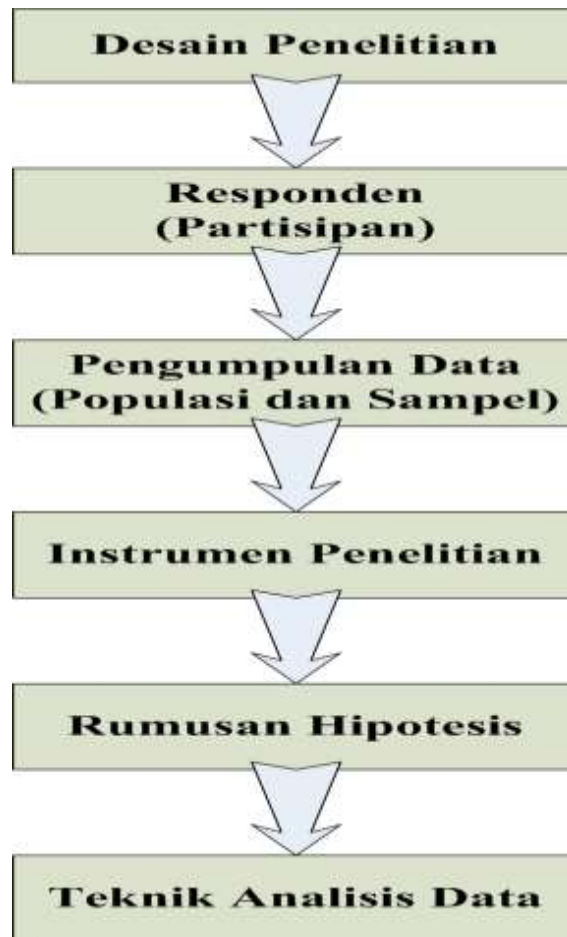 Desain Penelitian
Responden
(Partisipan)
Pengumpulan Data
(Populasi dan Sampel)
Instrumen Penelitian
Rumusan Hipotesis
Teknik Analisis Data